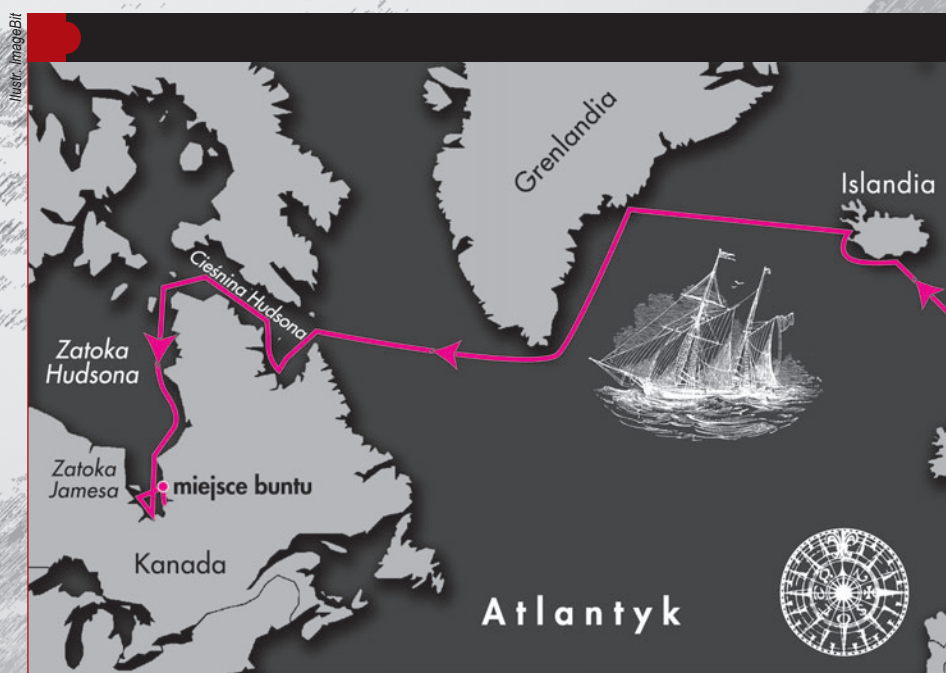 Ilustr. ImageBit
Grenlandia
Islandia
Cieśnina Hudsona
Zatoka
Hudsona
Zatoka
Jamesa
miejsce buntu
Kanada
Atlantyk